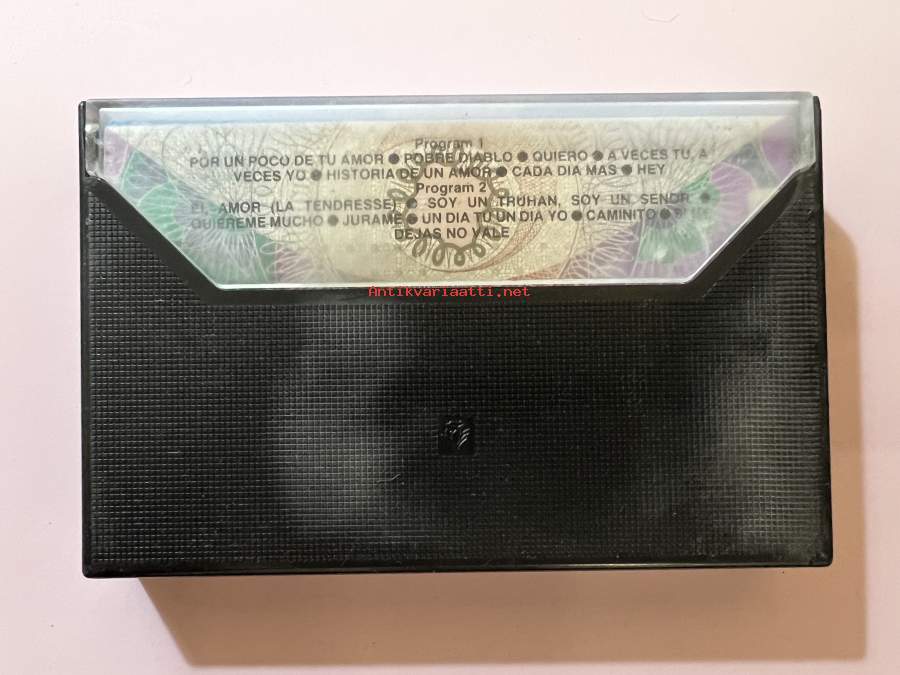 Program 1
POR UN POCO DE TU AMOR ● POBRE DIABLO ● QUIERO ● A VECES TU, A
VECES YO ● HISTORIA DE UN AMOR ● CADA DIA MAS ● HEY
Program 2
EL AMOR (LA TENDRESSE) ● SOY UN TRUHAN, SOY UN SENOR ●
QUIEREME MUCHO ● JURAME ● UN DIA TU UN DIA YO ● CAMINITO ●
DEJAS NO VALE
Antikvariaatti.net